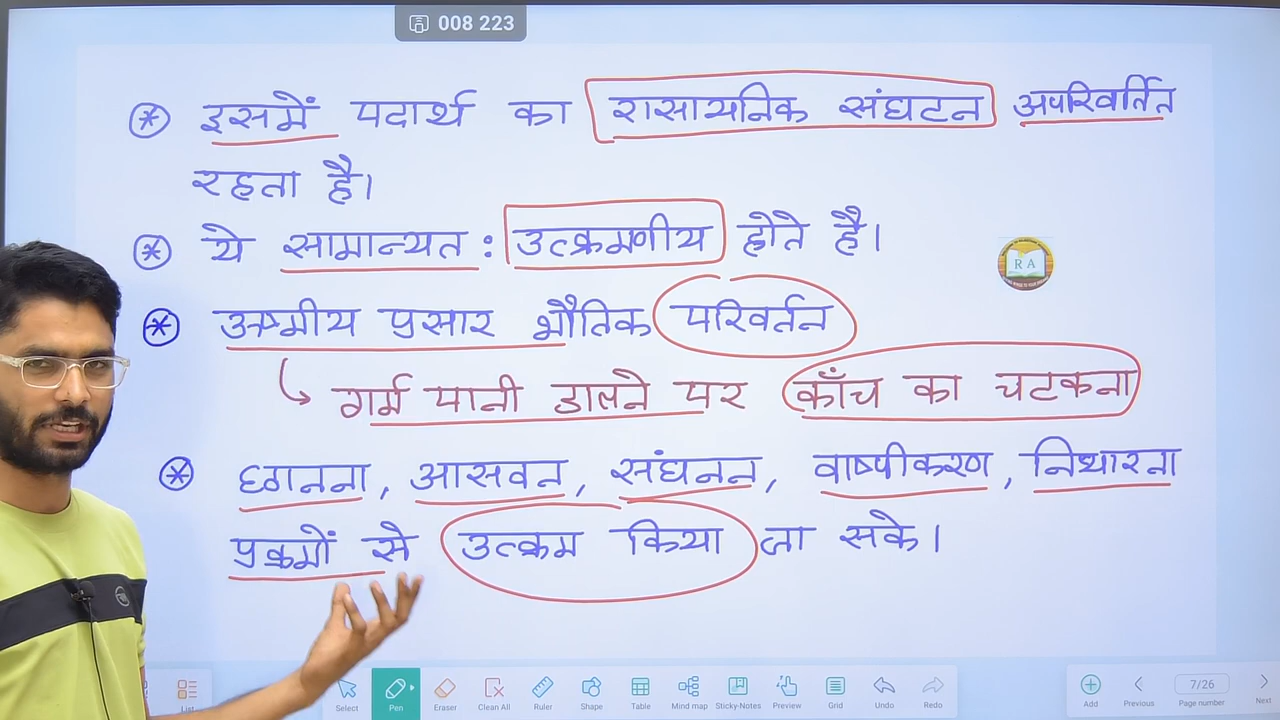 008 223
* इसमें पदार्थ का रासायनिक संघटन अपरिवर्तित
रहता है।
* ये सामान्यत: उत्क्रमणीय होते है।
R A
* ऊष्मीय प्रसार भौतिक परिवर्तन
गर्म पानी डालने पर काँच का चटकना
* छानना, आसवन, संघनन, वाष्पीकरण, निथारना
प्रक्रमों से उत्क्रम किया जा सके।
List Select Pen Eraser Clean All Ruler Shape Table Mind map Sticky-Notes Preview Grid Undo Redo Add Previous 7/26 Page number Next